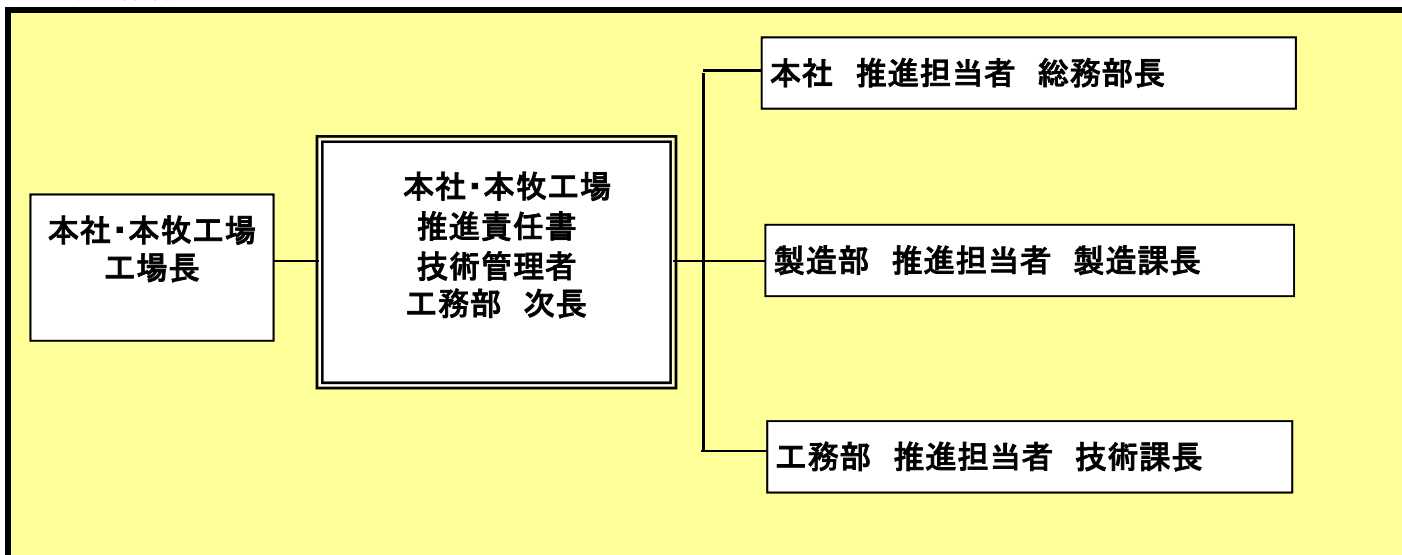 本社・本牧工場
工場長
本社・本牧工場
推進責任書
技術管理者
工務部　次長
本社　推進担当者　総務部長
製造部　推進担当者　製造課長
工務部　推進担当者　技術課長